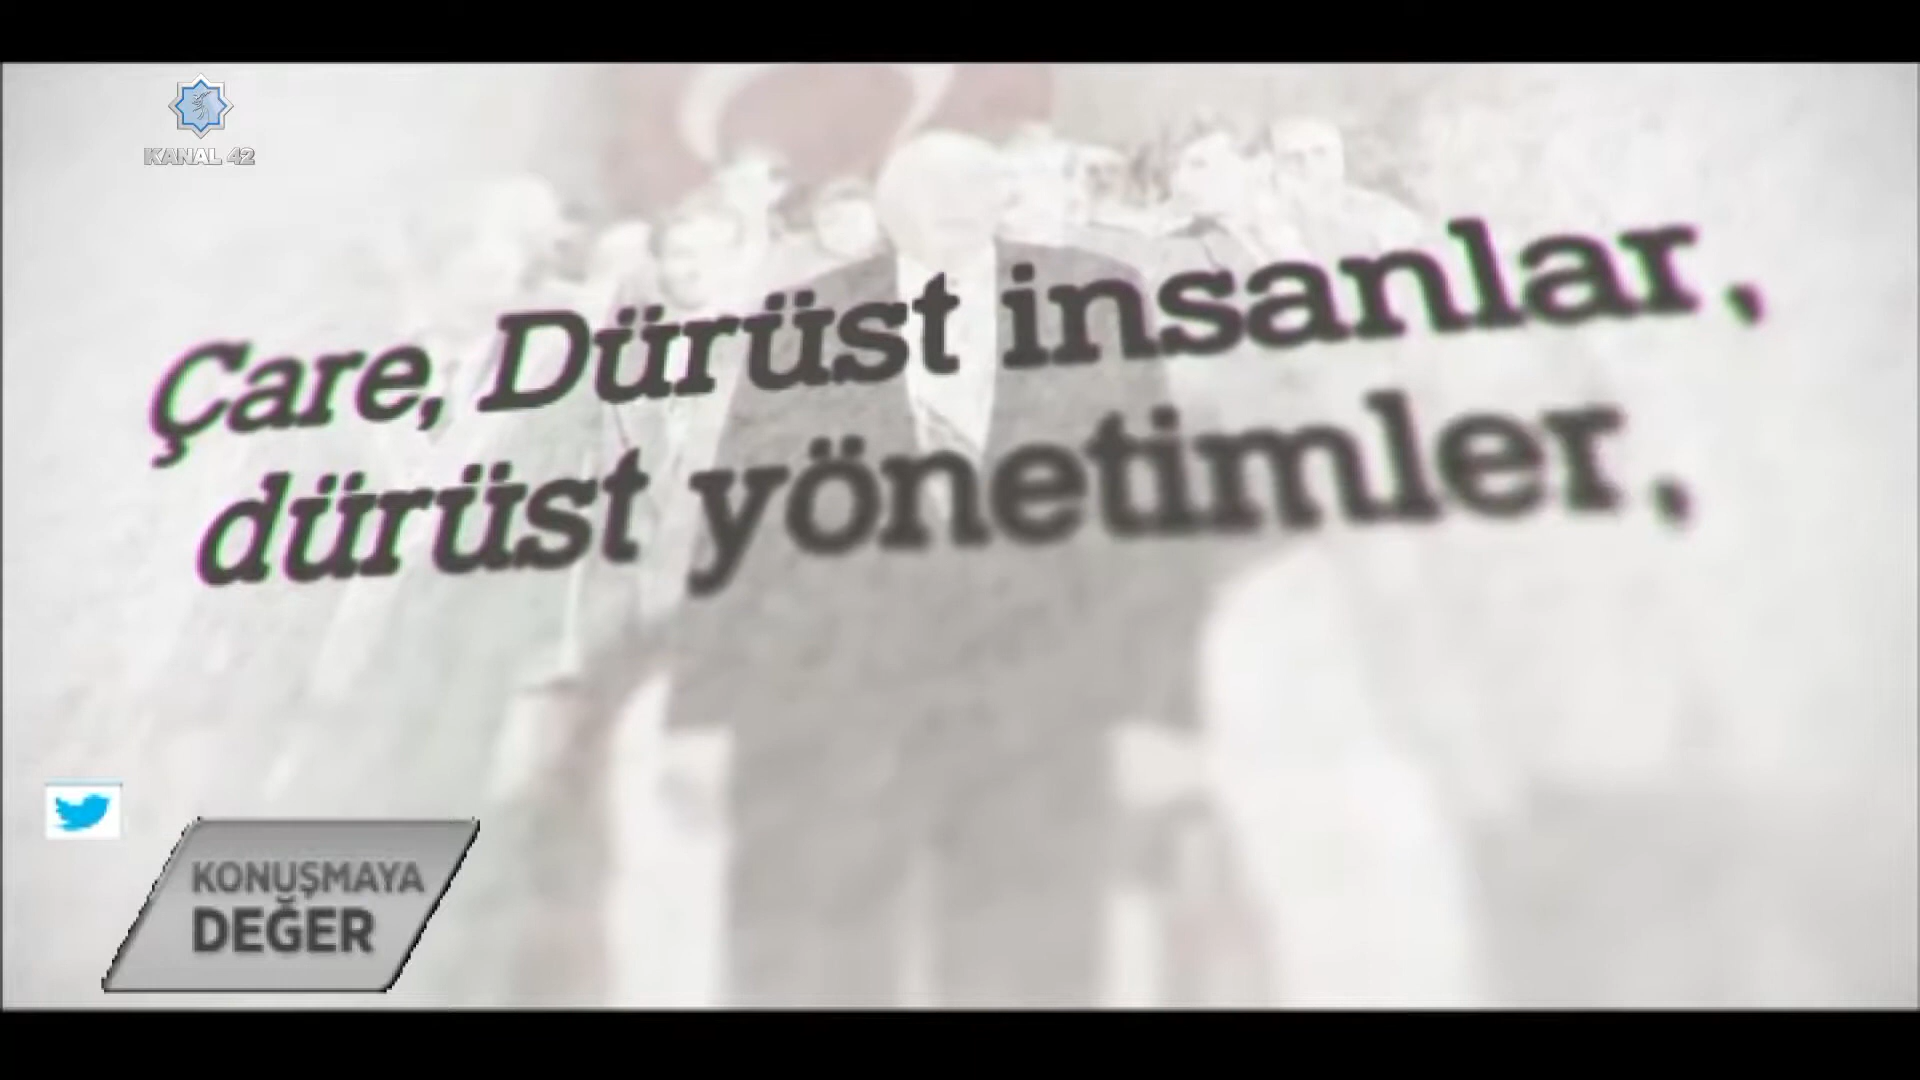 KANAL 42
Çare, Dürüst insanlar,
dürüst yönetimler,
KONUŞMAYA
DEĞER